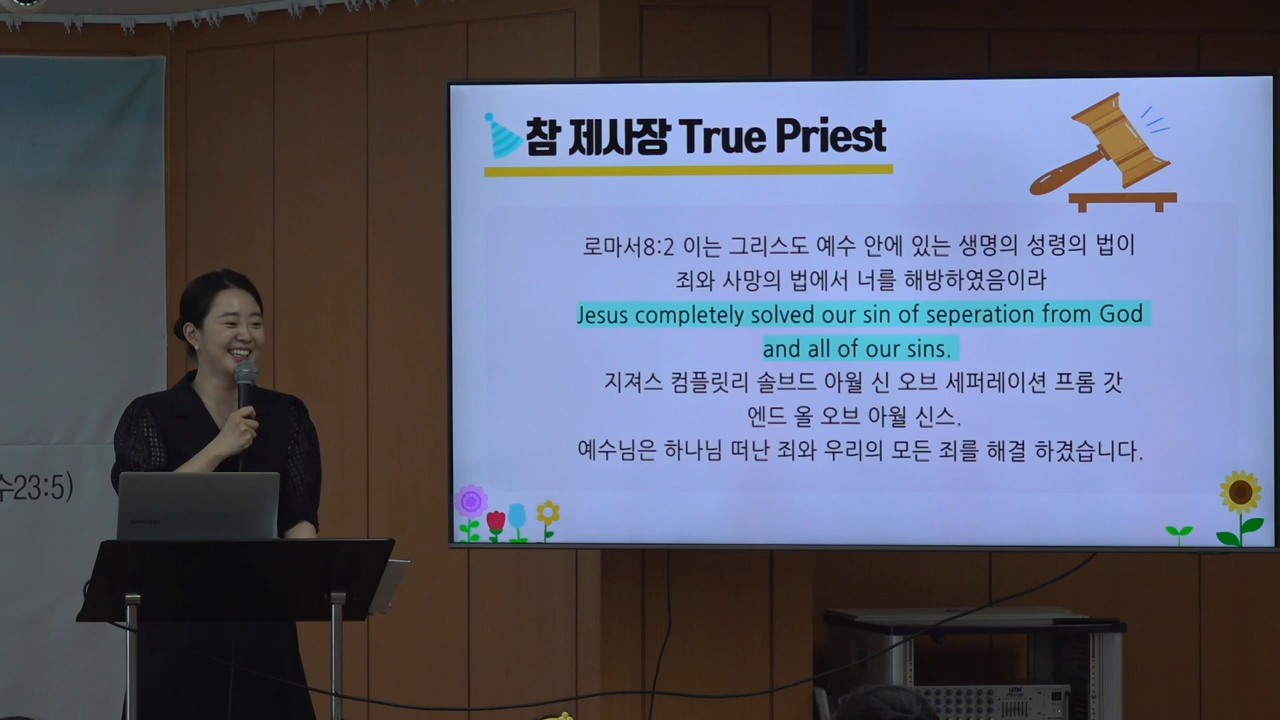 참 제사장 True Priest
로마서8:2 이는 그리스도 예수 안에 있는 생명의 성령의 법이
죄와 사망의 법에서 너를 해방하였음이라
Jesus completely solved our sin of seperation from God
and all of our sins.
지져스 컴플릿리 솔브드 아월 신 오브 세퍼레이션 프롬 갓
엔드 올 오브 아월 신스.
예수님은 하나님 떠난 죄와 우리의 모든 죄를 해결 하겼습니다.
수23:5)